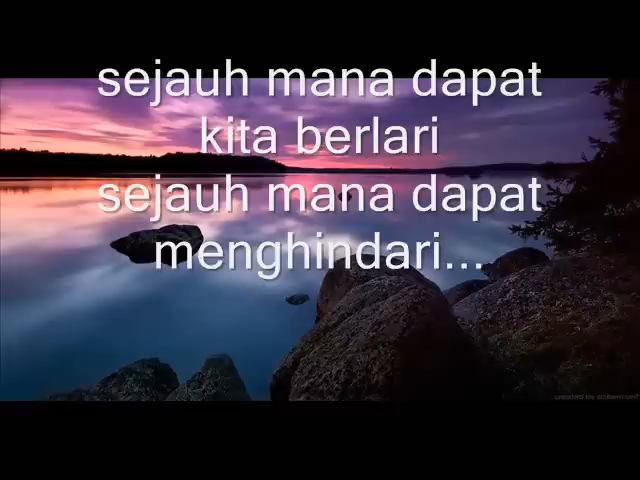 sejauh mana dapat
kita berlari
sejauh mana dapat
menghindari...